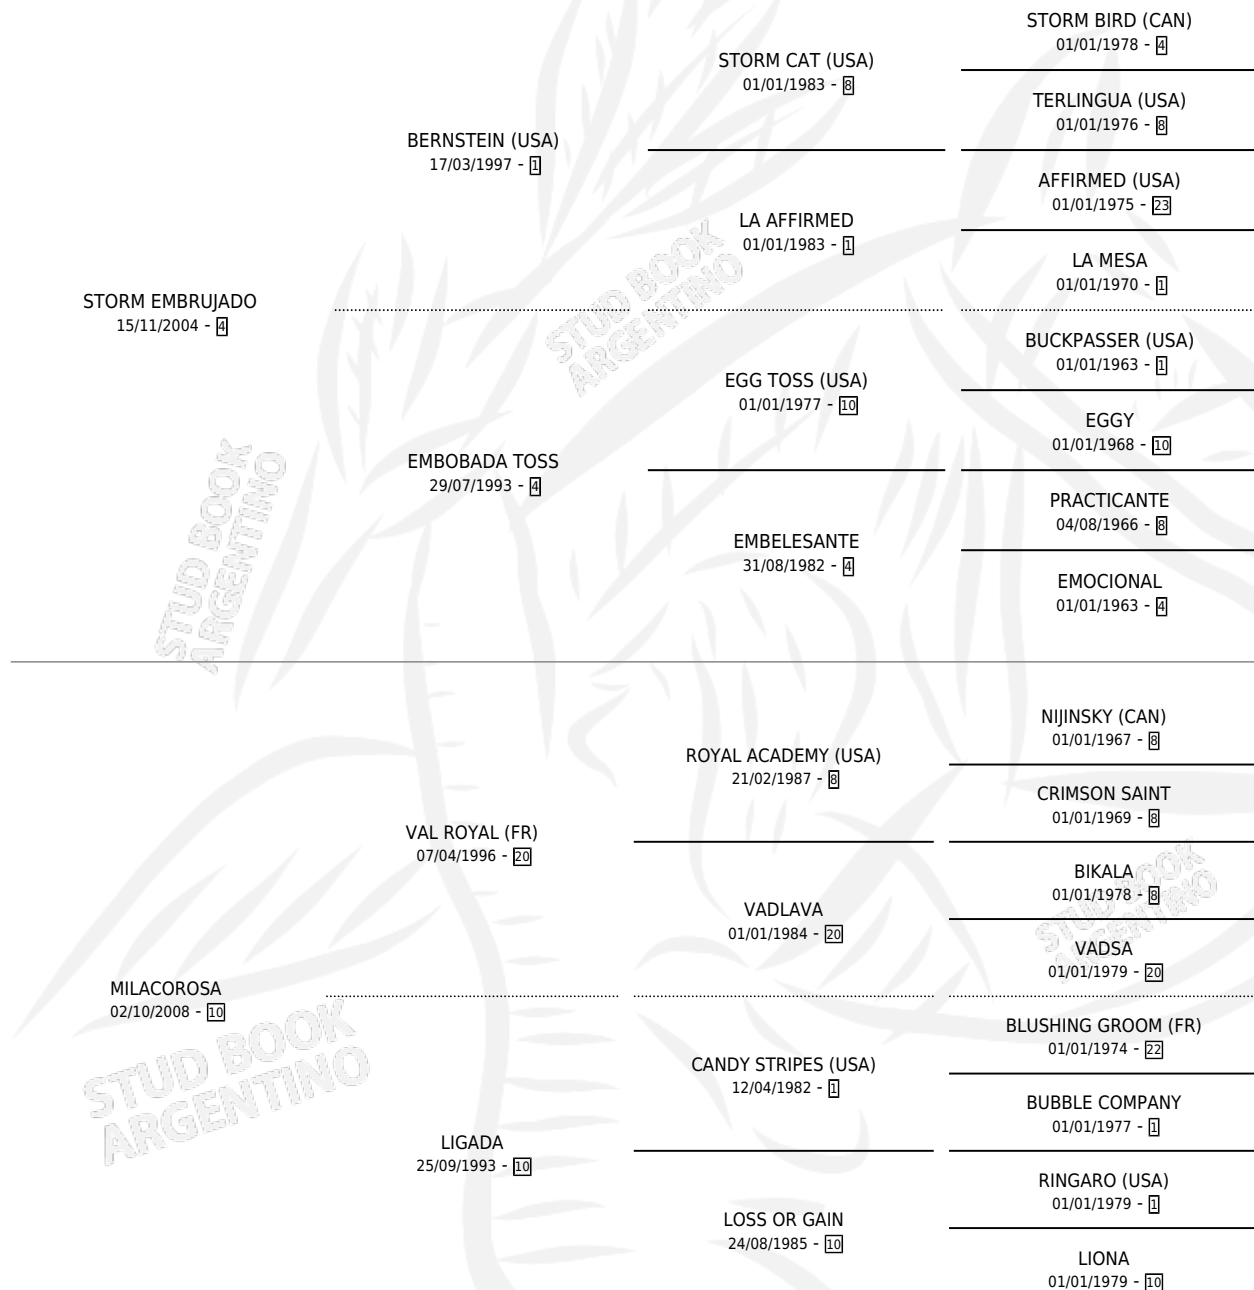 STORM BIRD (CAN)
01/01/1978 - 4
STORM CAT (USA)
01/01/1983 - 8
TERLINGUA (USA)
01/01/1976 - 8
BERNSTEIN (USA)
17/03/1997 - 1
AFFIRMED (USA)
01/01/1975 - 23
LA AFFIRMED
01/01/1983 - 1
LA MESA
01/01/1970 - 1
STORM EMBRUJADO
15/11/2004 - 4
BUCKPASSER (USA)
01/01/1963 - 1
EGG TOSS (USA)
01/01/1977 - 10
EGGY
01/01/1968 - 10
EMBOBADA TOSS
29/07/1993 - 4
PRACTICANTE
04/08/1966 - 8
EMBELESANTE
31/08/1982 - 4
EMOCIONAL
01/01/1963 - 4
NIJINSKY (CAN)
01/01/1967 - 8
ROYAL ACADEMY (USA)
21/02/1987 - 8
CRIMSON SAINT
01/01/1969 - 8
VAL ROYAL (FR)
07/04/1996 - 20
BIKALA
01/01/1978 - 8
VADLAVA
01/01/1984 - 20
VADSA
01/01/1979 - 20
MILACOROSA
02/10/2008 - 10
BLUSHING GROOM (FR)
01/01/1974 - 22
CANDY STRIPES (USA)
12/04/1982 - 1
BUBBLE COMPANY
01/01/1977 - 1
LIGADA
25/09/1993 - 10
RINGARO (USA)
01/01/1979 - 1
LOSS OR GAIN
24/08/1985 - 10
LIONA
01/01/1979 - 10
STUD BOOK
ARGENTINO
STUD BOOK
ARGENTINO
STUD BOOK
ARGENTINO
STUD BOOK
ARGENTINO